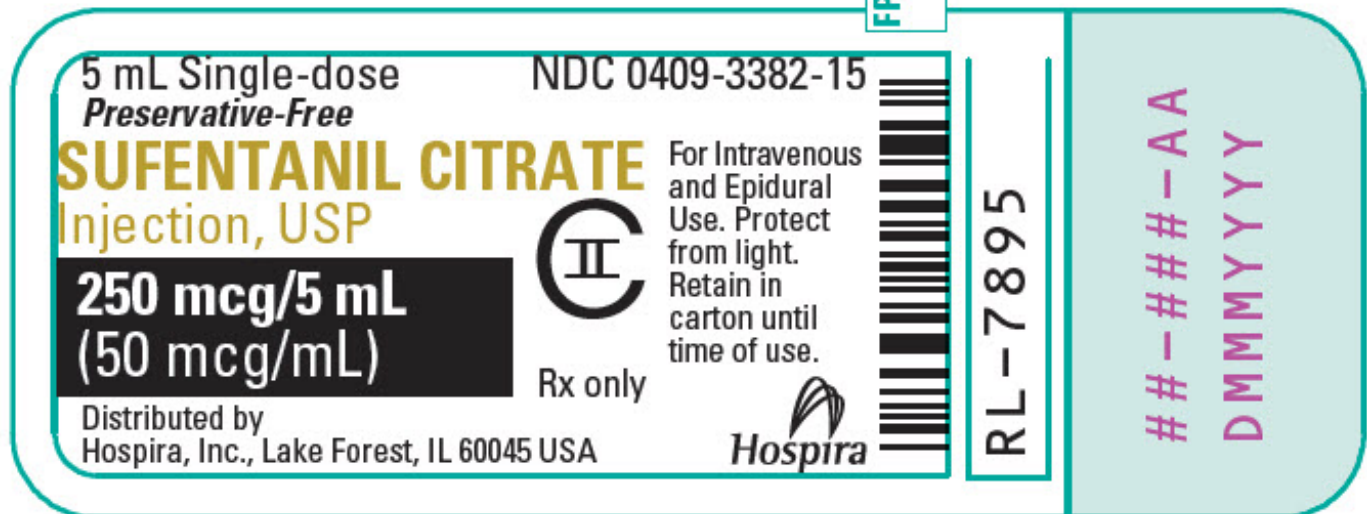 5 mL Single-dose
Preservative-Free
NDC 0409-3382-15
SUFENTANIL CITRATE
Injection, USP
250 mcg/5 mL
(50 mcg/mL)
CII
Rx only
For Intravenous
and Epidural
Use. Protect
from light.
Retain in
carton until
time of use.
Distributed by
Hospira, Inc., Lake Forest, IL 60045 USA
Hospira
RL-7895
##-###-AA
DMMMYYYY